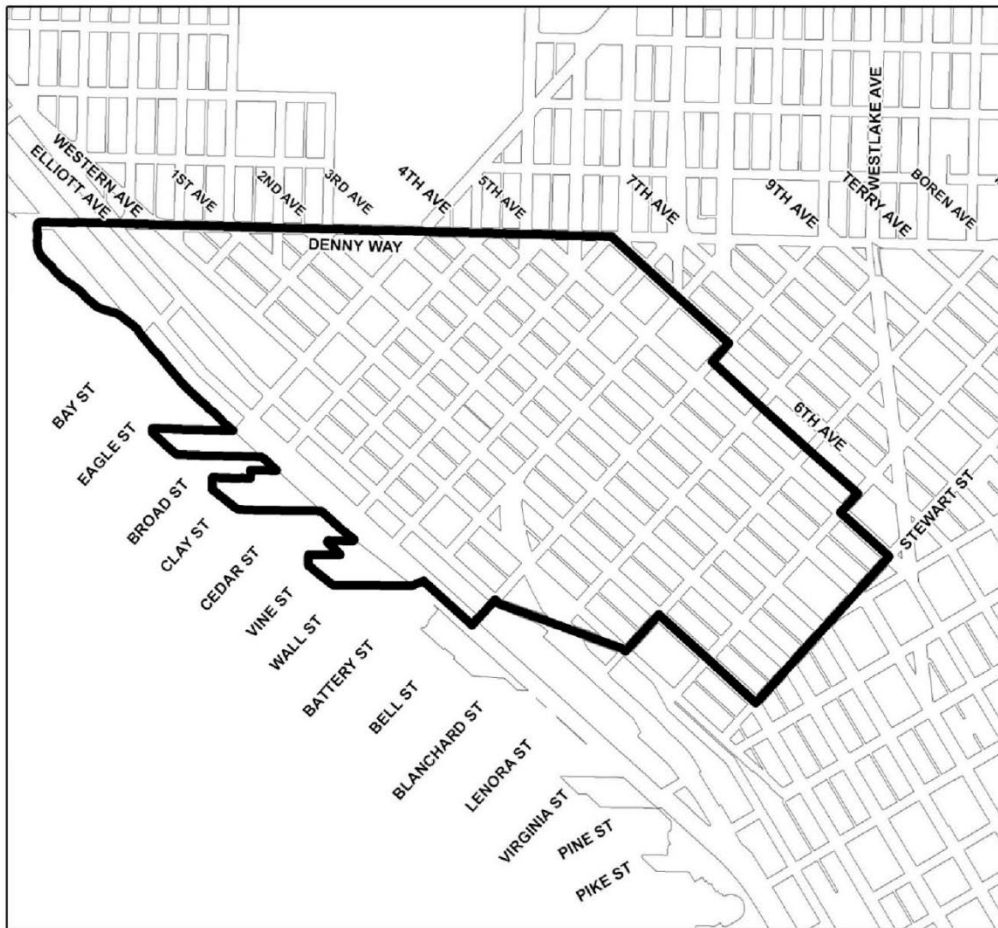 WESTLAKE AVE
WESTERN AVE
ELLIOTT AVE
1ST AVE
2ND AVE
3RD AVE
4TH AVE
5TH AVE
7TH AVE
9TH AVE
TERRY AVE
BOREN AVE
DENNY WAY
6TH AVE
STEWART ST
BAY ST
EAGLE ST
BROAD ST
CLAY ST
CEDAR ST
VINE ST
WALL ST
BATTERY ST
BELL ST
BLANCHARD ST
LENORA ST
VIRGINIA ST
PINE ST
PIKE ST